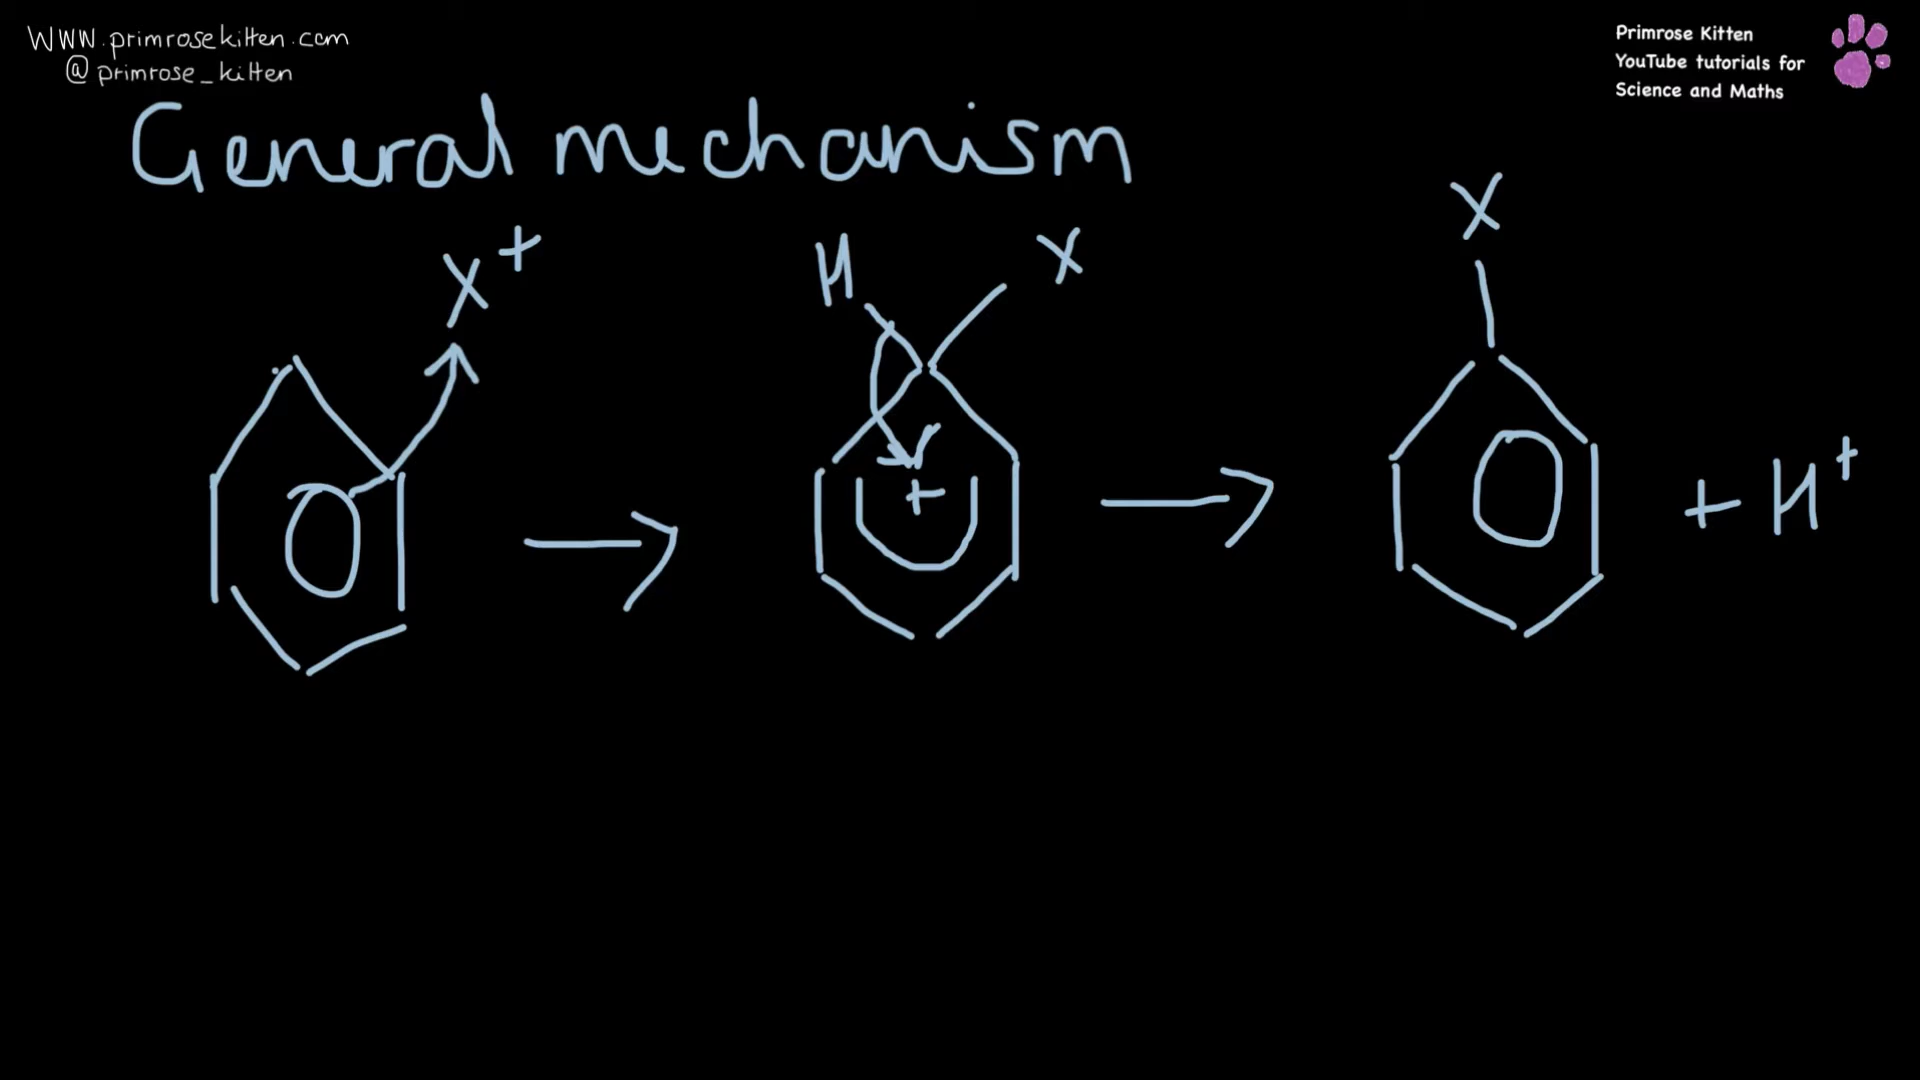 WWW.primrosekitten.com
@primrose_kitten
Primrose Kitten
YouTube tutorials for
Science and Maths
General mechanism
X+
H X
+
X
+ H+